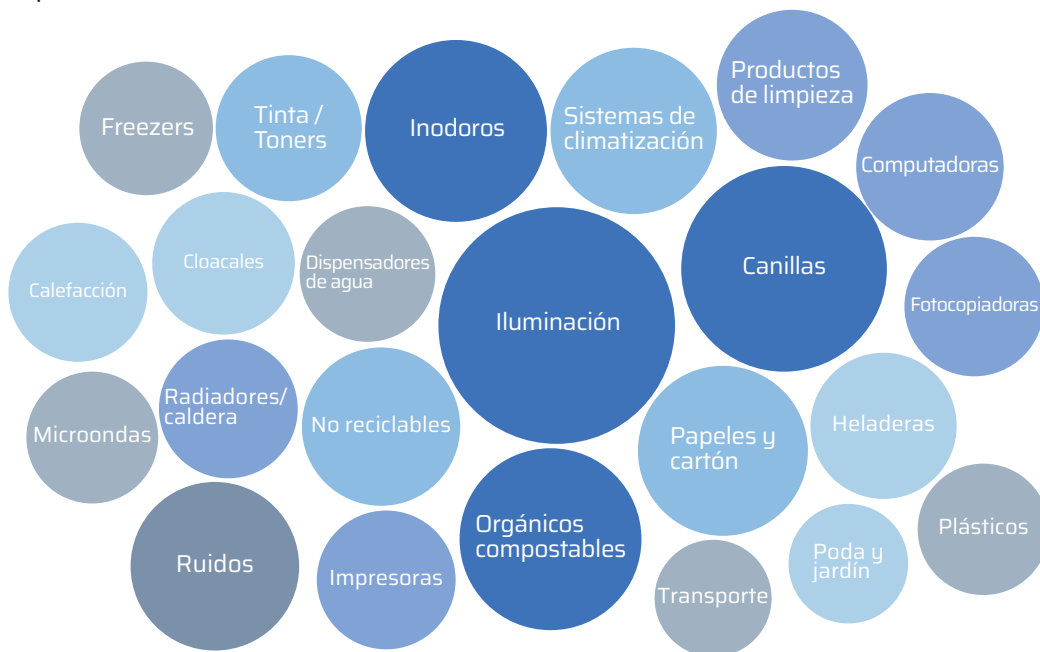 Productos
de limpieza
Freezers
Tinta /
Toners
Inodoros
Sistemas de
climatización
Computadoras
Calefacción
Cloacales
Dispensadores
de agua
Iluminación
Canillas
Fotocopiadoras
Microondas
Radiadores/
caldera
No reciclables
Papeles y
cartón
Heladeras
Ruidos
Impresoras
Orgánicos
compostables
Transporte
Poda y
jardín
Plásticos